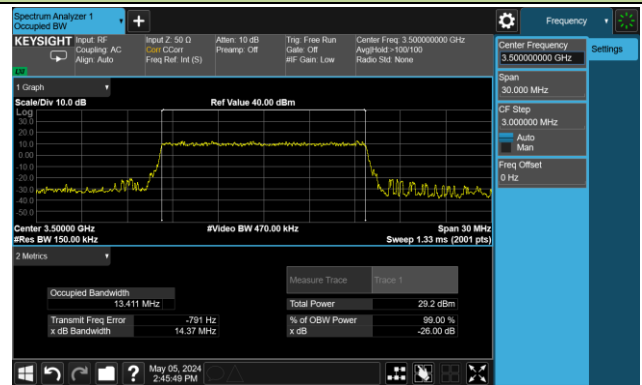 Spectrum Analyzer 1
Occupied BW
Frequency
KEYSIGHT
Input: RF
Coupling: AC
Align: Auto
Input Z: 50 Ω
Corr CCorr
Freq Ref: Int (S)
Atten: 10 dB
Preamp: Off
Trig: Free Run
Gate: Off
#IF Gain: Low
Center Freq: 3.500000000 GHz
Avg|Hold:>100/100
Radio Std: None
Center Frequency
3.500000000 GHz
Settings
Span
30.000 MHz
CF Step
3.000000 MHz
Auto
Man
Freq Offset
0 Hz
1 Graph
Scale/Div 10.0 dB
Ref Value 40.00 dBm
Log
30.0
20.0
10.0
0.00
-10.0
-20.0
-30.0
-40.0
-50.0
Center 3.50000 GHz
#Video BW 470.00 kHz
Span 30 MHz
#Res BW 150.00 kHz
Sweep 1.33 ms (2001 pts)
2 Metrics
Measure Trace
Trace 1
Occupied Bandwidth
13.411 MHz
Total Power
29.2 dBm
Transmit Freq Error
-791 Hz
% of OBW Power
99.00 %
x dB Bandwidth
14.37 MHz
x dB
-26.00 dB
May 05, 2024
2:45:49 PM